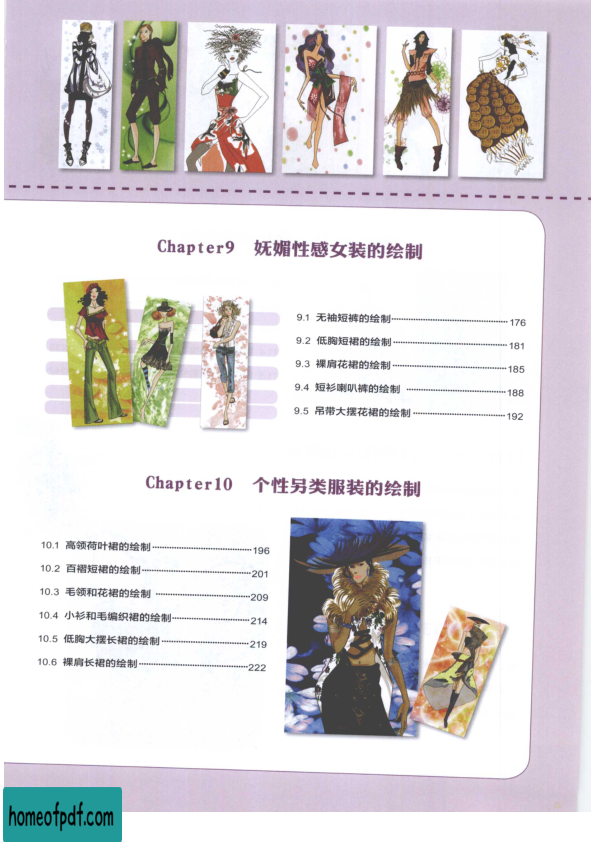 Chapter9 妩媚性感女装的绘制
9.1 无袖短裤的绘制 176
9.2 低胸短裙的绘制 181
9.3 裸肩花裙的绘制 185
9.4 短衫喇叭裤的绘制 188
9.5 吊带大摆花裙的绘制 192
Chapter10 个性另类服装的绘制
10.1 高领荷叶裙的绘制 196
10.2 百褶短裙的绘制 201
10.3 毛领和花裙的绘制 209
10.4 小衫和毛编织裙的绘制 214
10.5 低胸大摆长裙的绘制 219
10.6 裸肩长裙的绘制 222
homeofpdf.com